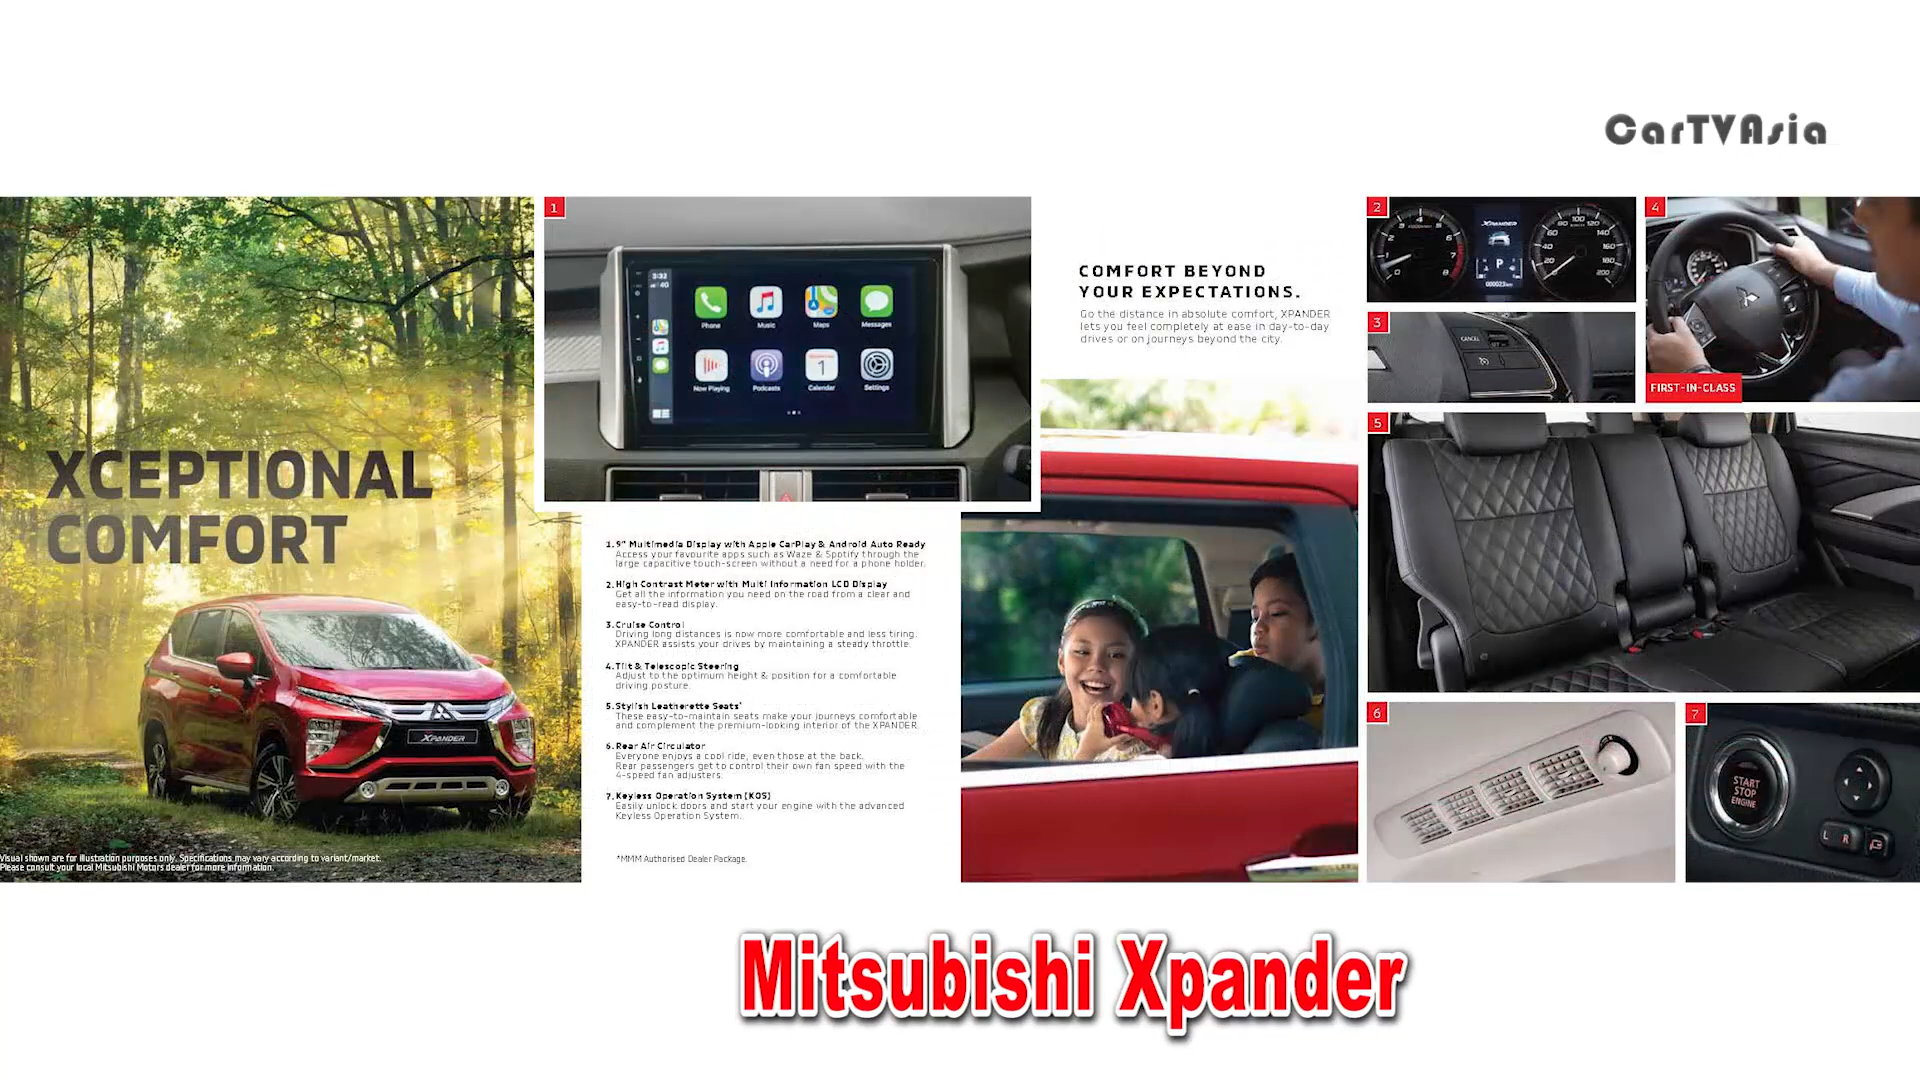 CarTVAsia
XCEPTIONAL
COMFORT
XPANDER
Visual shown are for illustration purposes only. Specifications may vary according to variant/market.
Please consult your local Mitsubishi Motors dealer for more information.
1
3:33
4G
Phone
Music
Maps
Messages
Now Playing
Podcasts
1
Calendar
Settings
1. 9" Multimedia Display with Apple CarPlay & Android Auto Ready
Access your favourite apps such as Waze & Spotify through the
large capacitive touch-screen without a need for a phone holder.
2. High Contrast Meter with Multi Information LCD Display
Get all the information you need on the road from a clear and
easy-to-read display.
3. Cruise Control
Driving long distances is now more comfortable and less tiring.
XPANDER assists your drives by maintaining a steady throttle.
4. Tilt & Telescopic Steering
Adjust to the optimum height & position for a comfortable
driving posture.
5. Stylish Leatherette Seats*
These easy-to-maintain seats make your journeys comfortable
and complement the premium-looking interior of the XPANDER.
6. Rear Air Circulator
Everyone enjoys a cool ride, even those at the back.
Rear passengers get to control their own fan speed with the
4-speed fan adjusters.
7. Keyless Operation System (KOS)
Easily unlock doors and start your engine with the advanced
Keyless Operation System.
*MMM Authorised Dealer Package.
COMFORT BEYOND
YOUR EXPECTATIONS.
Go the distance in absolute comfort, XPANDER
lets you feel completely at ease in day-to-day
drives or on journeys beyond the city.
2
XPANDER
P
3
CANCEL
4
FIRST-IN-CLASS
5
6
7
START
STOP
ENGINE
L R
Mitsubishi Xpander